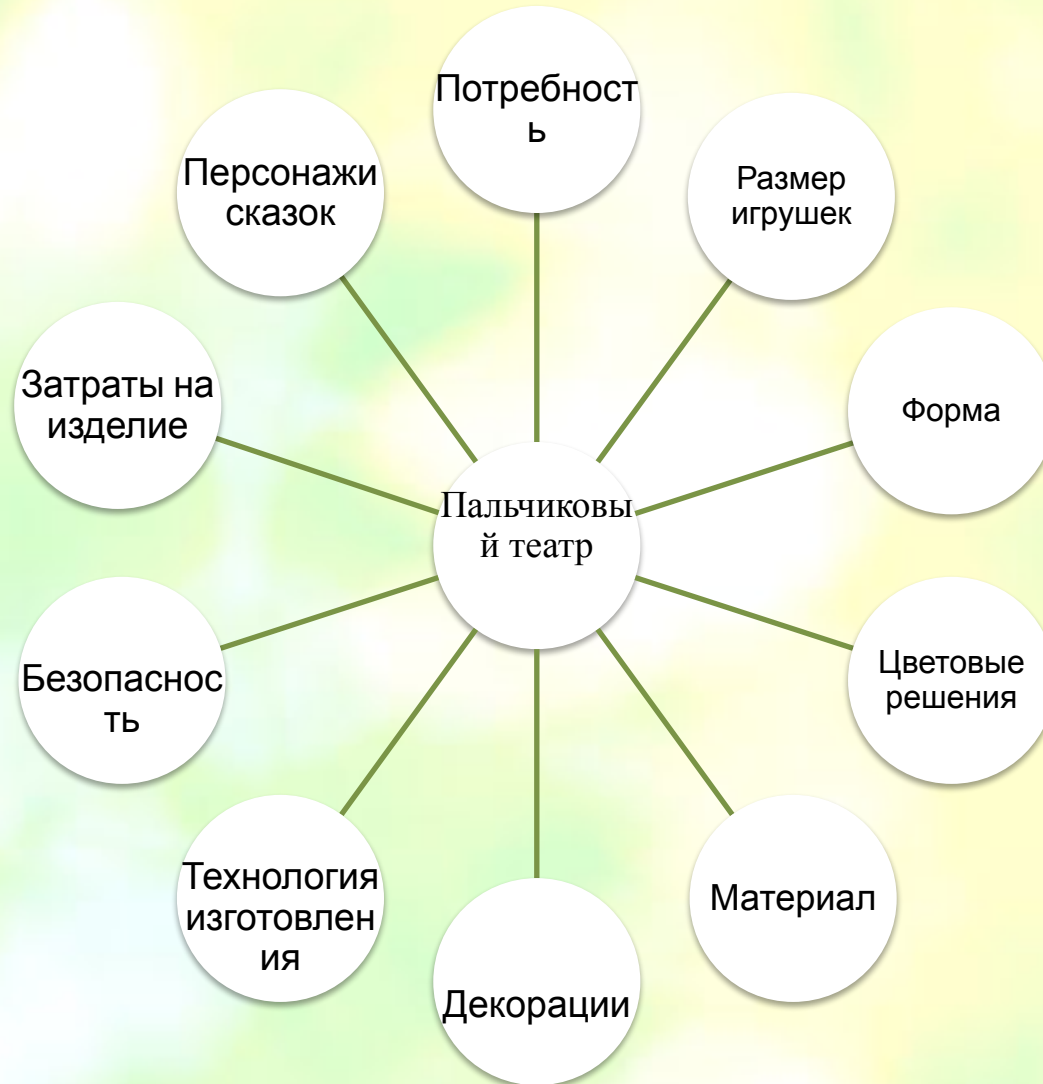 Потребност
ь
Размер
игрушек
Форма
Цветовые
решения
Материал
Декорации
Технология
изготовлен
ия
Безопаснос
ть
Затраты на
изделие
Персонажи
сказок
Пальчиковы
й театр